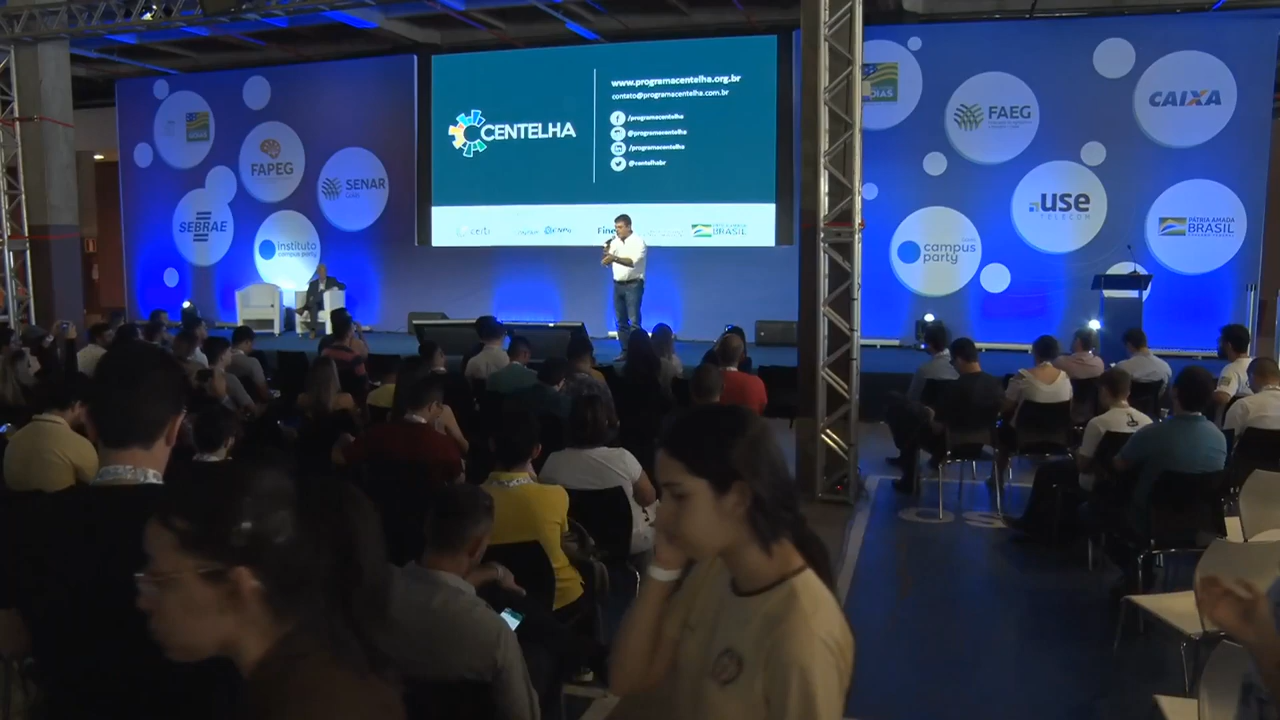 www.programacentelha.org.br
contato@programacentelha.com.br
/programacentelha
@programacentelha
/programacentelha
@centelhabr
CENTELHA
FAPEG
SENAR
SEBRAE
instituto
campus party
BRASIL
FAEG
CAIXA
.use
TELECOM
campus
party
PÁTRIA AMADA
BRASIL